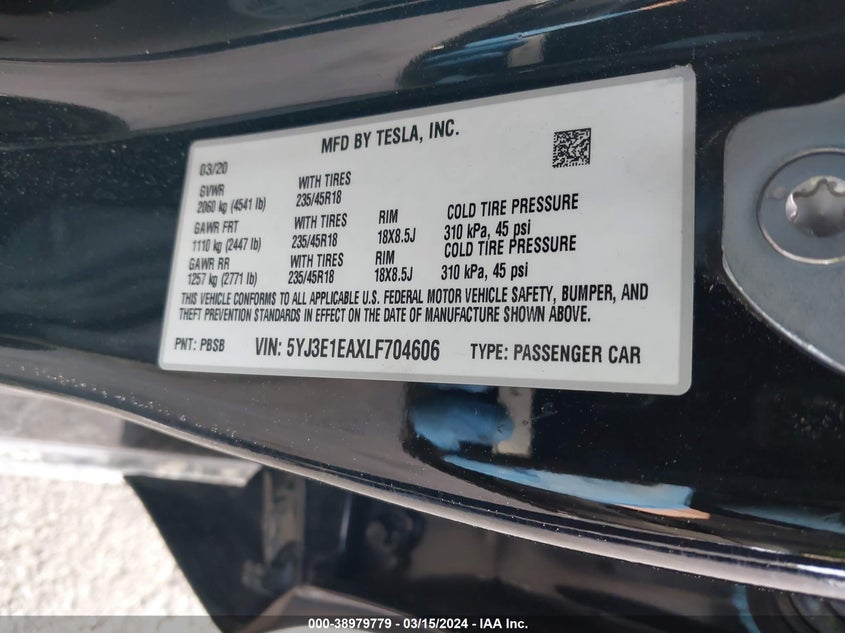 MFD BY TESLA, INC.
03/20
GVWR WITH TIRES
2060 kg (4541 lb) 235/45R18
GAWR FRT WITH TIRES RIM COLD TIRE PRESSURE
1110 kg (2447 lb) 235/45R18 18X8.5J 310 kPa, 45 psi
GAWR RR WITH TIRES RIM COLD TIRE PRESSURE
1257 kg (2771 lb) 235/45R18 18X8.5J 310 kPa, 45 psi
THIS VEHICLE CONFORMS TO ALL APPLICABLE U.S. FEDERAL MOTOR VEHICLE SAFETY, BUMPER, AND
THEFT PREVENTION STANDARDS IN EFFECT ON THE DATE OF MANUFACTURE SHOWN ABOVE.
PNT: PBSB VIN: 5YJ3E1EAXLF704606 TYPE: PASSENGER CAR
000-38979779 — 03/15/2024 — IAA Inc.